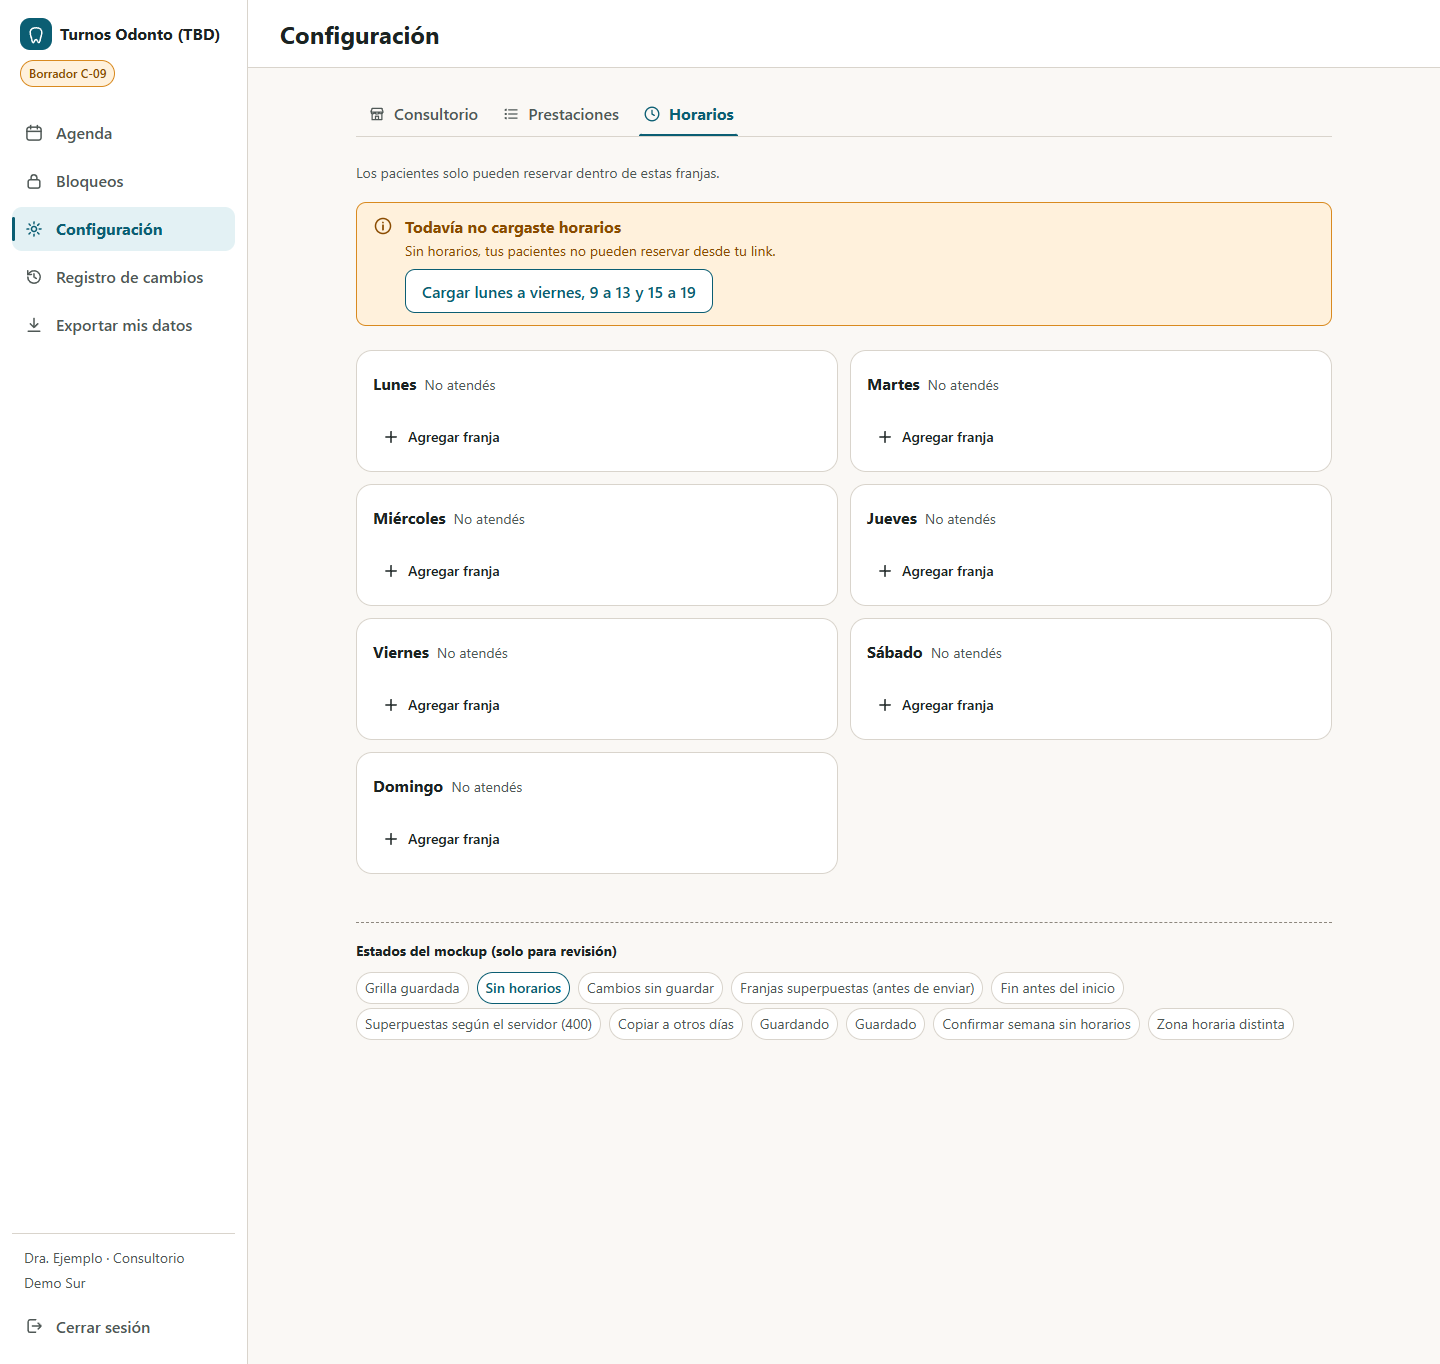 Turnos Odonto (TBD)
Borrador C-09
Agenda
Bloqueos
Configuración
Registro de cambios
Exportar mis datos
Dra. Ejemplo · Consultorio
Demo Sur
Cerrar sesión
Configuración
Consultorio
Prestaciones
Horarios
Los pacientes solo pueden reservar dentro de estas franjas.
Todavía no cargaste horarios
Sin horarios, tus pacientes no pueden reservar desde tu link.
Cargar lunes a viernes, 9 a 13 y 15 a 19
Lunes No atendés
Agregar franja
Martes No atendés
Agregar franja
Miércoles No atendés
Agregar franja
Jueves No atendés
Agregar franja
Viernes No atendés
Agregar franja
Sábado No atendés
Agregar franja
Domingo No atendés
Agregar franja
Estados del mockup (solo para revisión)
Grilla guardada
Sin horarios
Cambios sin guardar
Franjas superpuestas (antes de enviar)
Fin antes del inicio
Superpuestas según el servidor (400)
Copiar a otros días
Guardando
Guardado
Confirmar semana sin horarios
Zona horaria distinta